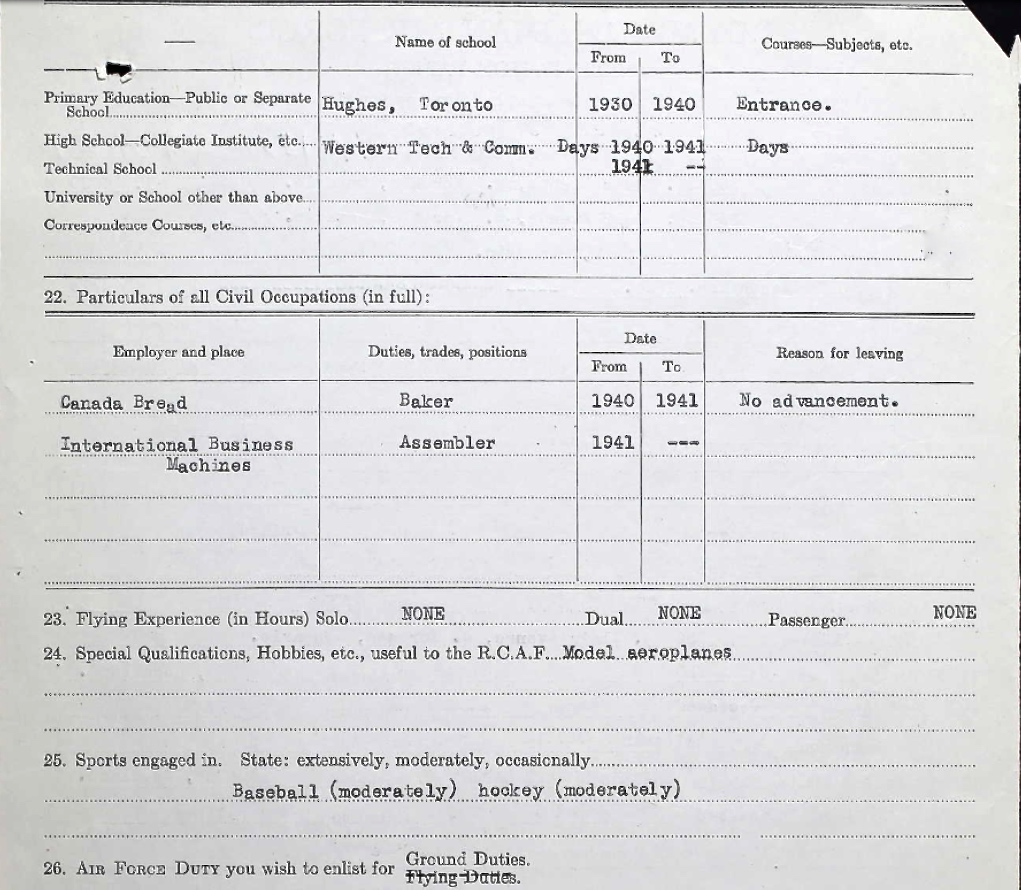 Name of school Date Courses—Subjects, etc.
From To
Primary Education—Public or Separate School Hughes, Toronto 1930 1940 Entrance.
High School—Collegiate Institute, etc. Western Tech & Comm. Days 1940 1941 Days
Technical School 1941 --
University or School other than above
Correspondence Courses, etc.
22. Particulars of all Civil Occupations (in full):
Employer and place Duties, trades, positions Date Reason for leaving
From To
Canada Bread Baker 1940 1941 No advancement.
International Business Assembler 1941 ---
Machines
23. Flying Experience (in Hours) Solo NONE Dual NONE Passenger NONE
24. Special Qualifications, Hobbies, etc., useful to the R.C.A.F. Model aeroplanes
25. Sports engaged in. State: extensively, moderately, occasionally
Baseball (moderately) hockey (moderately)
26. AIR FORCE DUTY you wish to enlist for Ground Duties.
Flying Duties.